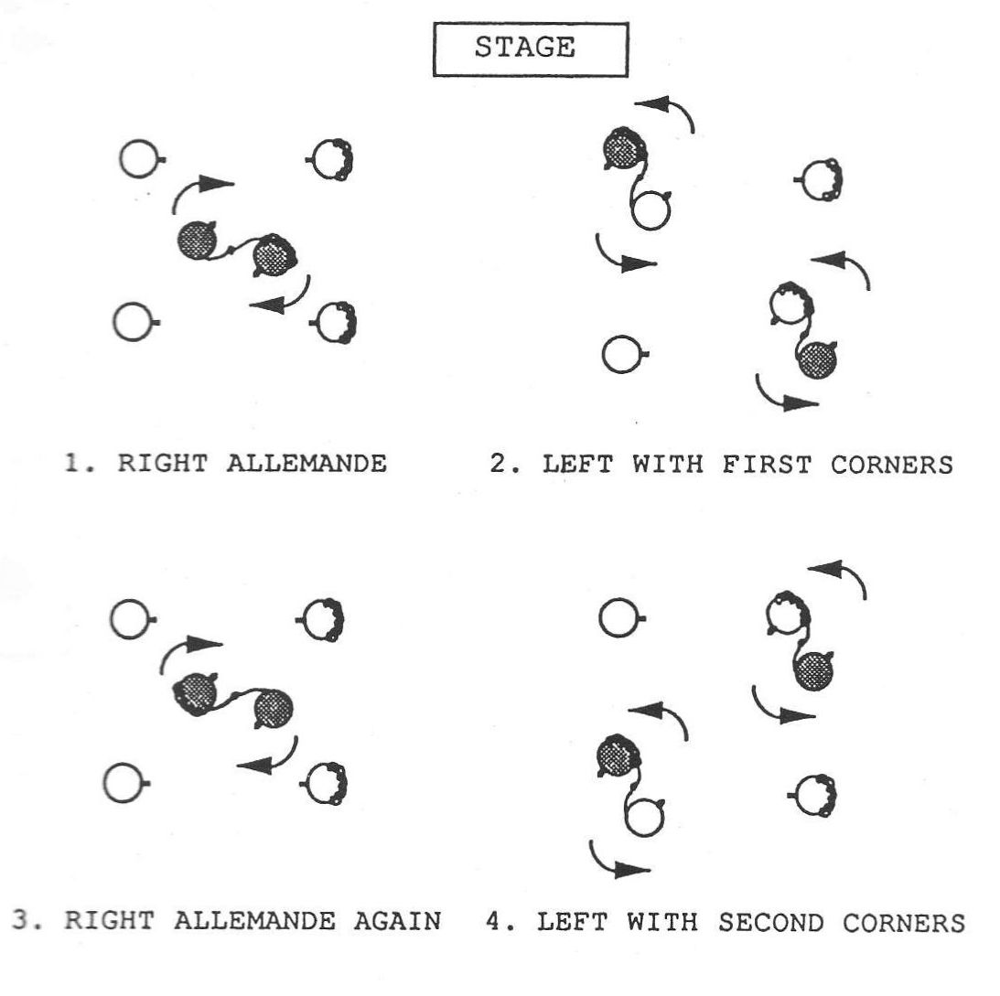 STAGE
1. RIGHT ALLEMANDE
2. LEFT WITH FIRST CORNERS
3. RIGHT ALLEMANDE AGAIN
4. LEFT WITH SECOND CORNERS